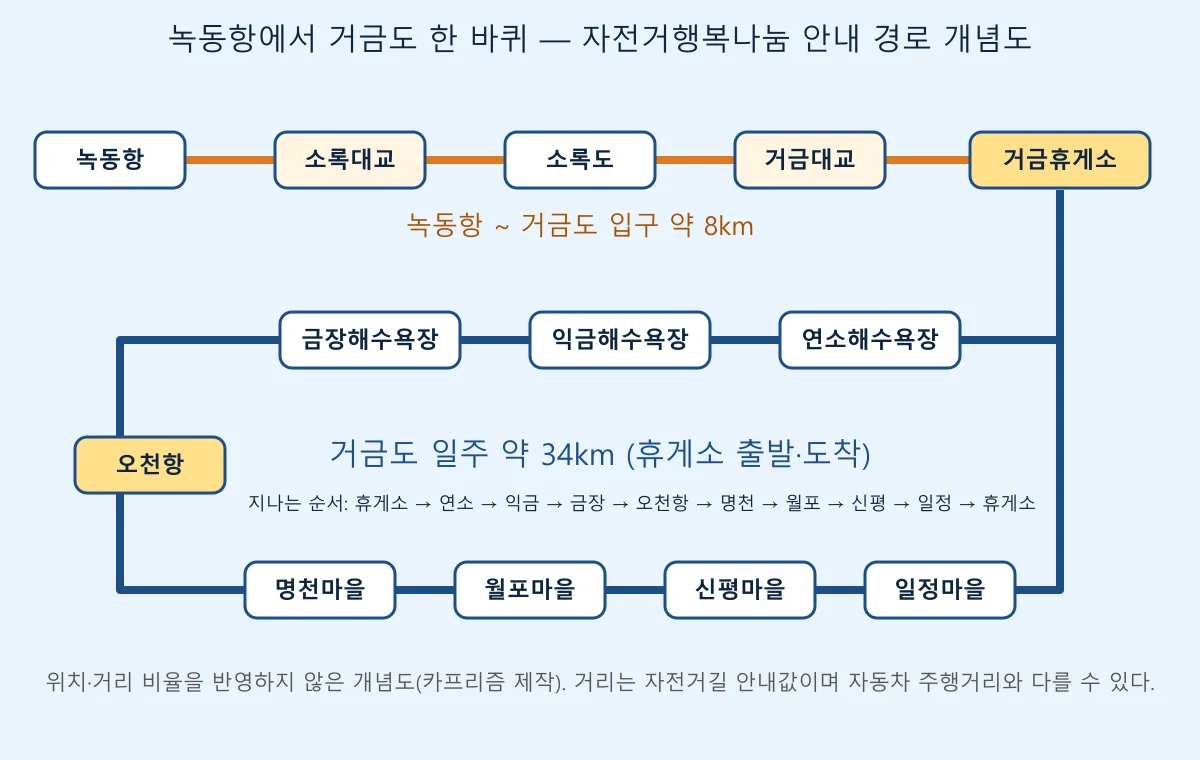 녹동항에서 거금도 한 바퀴 — 자전거행복나눔 안내 경로 개념도
녹동항
소록대교
소록도
거금대교
거금휴게소
녹동항 ~ 거금도 입구 약 8km
금장해수욕장
익금해수욕장
연소해수욕장
오천항
거금도 일주 약 34km (휴게소 출발·도착)
지나는 순서: 휴게소 → 연소 → 익금 → 금장 → 오천항 → 명천 → 월포 → 신평 → 일정 → 휴게소
명천마을
월포마을
신평마을
일정마을
위치·거리 비율을 반영하지 않은 개념도(카프리즘 제작). 거리는 자전거길 안내값이며 자동차 주행거리와 다를 수 있다.